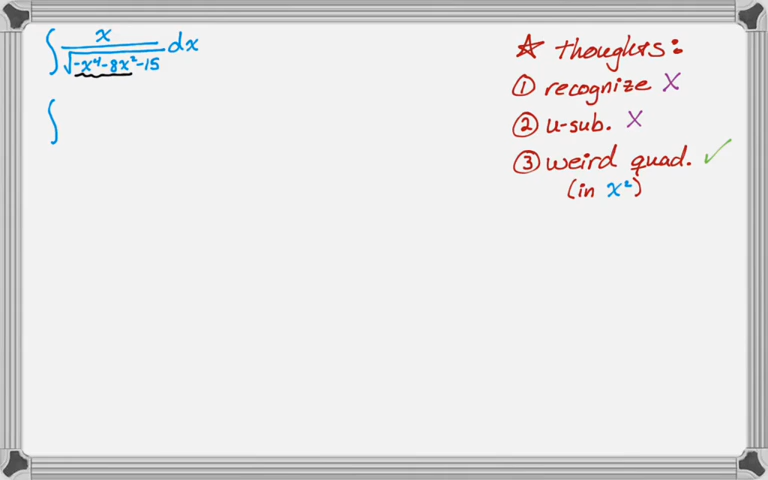 ∫ x/√(-x⁴-8x²-15) dx
∫
☆ thoughts:
① recognize X
② u-sub. X
③ weird quad. ✓
(in x²)